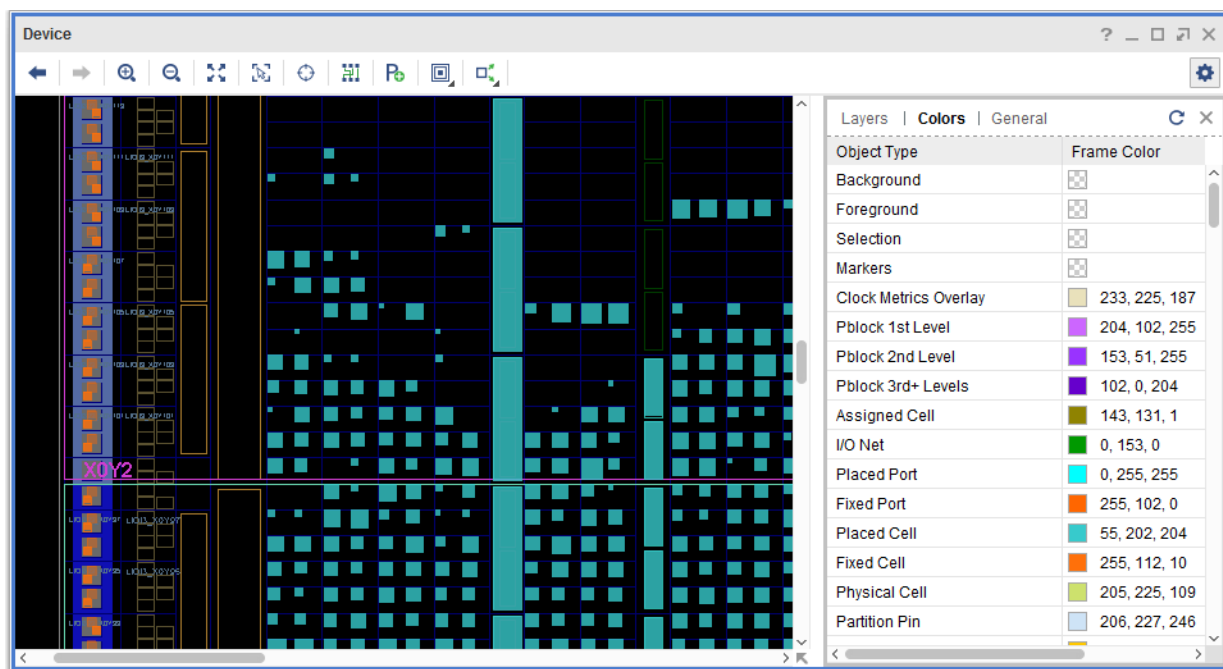 Device
Layers | Colors | General
Object Type Frame Color
Background
Foreground
Selection
Markers
Clock Metrics Overlay 233, 225, 187
Pblock 1st Level 204, 102, 255
Pblock 2nd Level 153, 51, 255
Pblock 3rd+ Levels 102, 0, 204
Assigned Cell 143, 131, 1
I/O Net 0, 153, 0
Placed Port 0, 255, 255
Fixed Port 255, 102, 0
Placed Cell 55, 202, 204
Fixed Cell 255, 112, 10
Physical Cell 205, 225, 109
Partition Pin 206, 227, 246
X0Y2